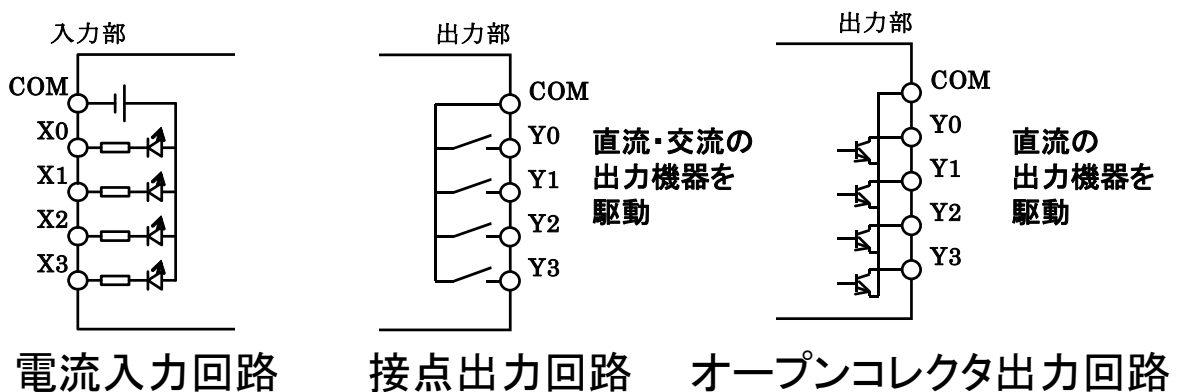 入力部
COM
X0
X1
X2
X3
電流入力回路
出力部
COM
Y0
Y1
Y2
Y3
直流・交流の
出力機器を
駆動
接点出力回路
出力部
COM
Y0
Y1
Y2
Y3
直流の
出力機器を
駆動
オープンコレクタ出力回路